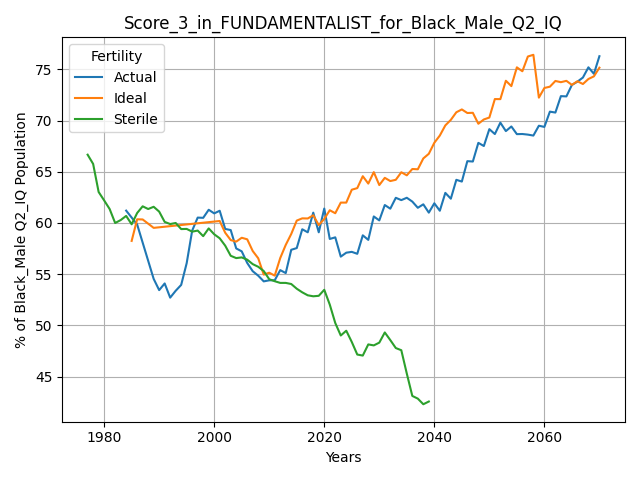 Score_3_in_FUNDAMENTALIST_for_Black_Male_Q2_IQ
Fertility
Actual
Ideal
Sterile
% of Black_Male Q2_IQ Population
75
70
65
60
55
50
45
1980
2000
2020
2040
2060
Years